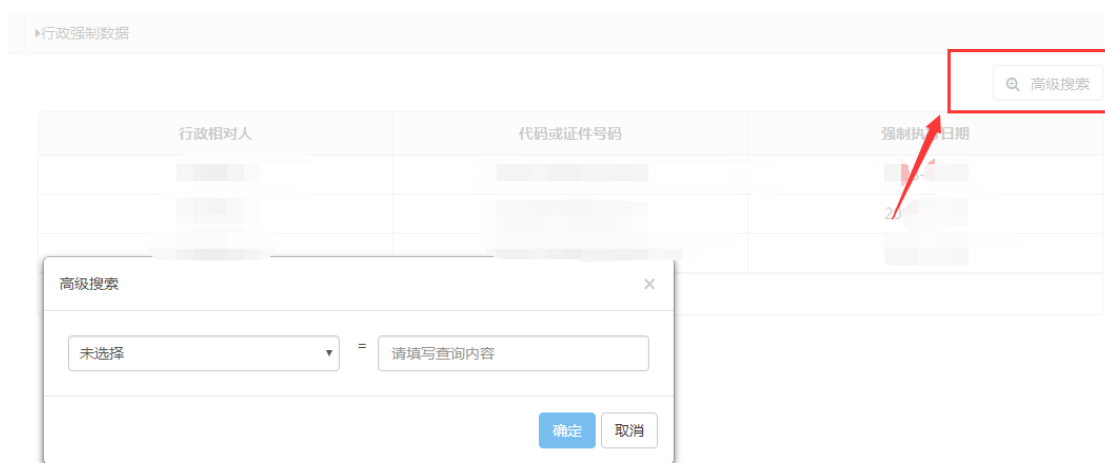 行政强制数据
高级搜索
行政相对人 代码或证件号码 强制执行日期
20
高级搜索 ×
未选择 = 请填写查询内容
确定 取消